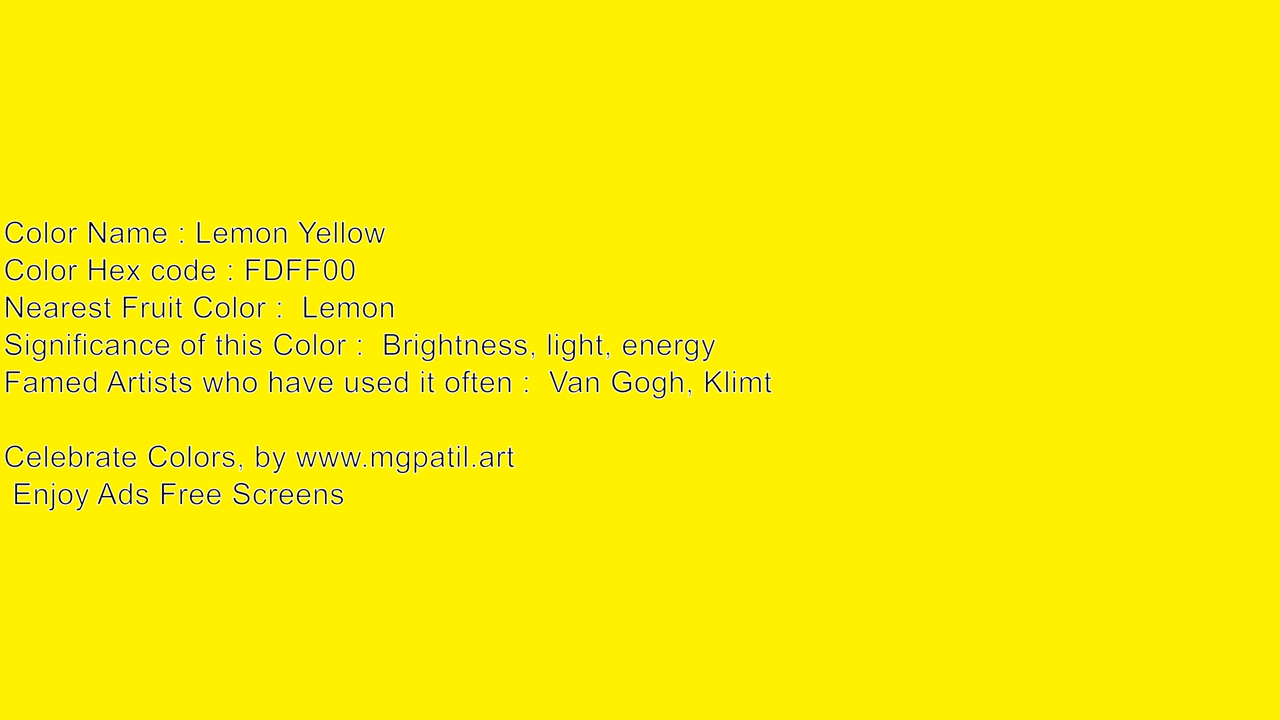 Color Name : Lemon Yellow
Color Hex code : FDFF00
Nearest Fruit Color :  Lemon
Significance of this Color :  Brightness, light, energy
Famed Artists who have used it often :  Van Gogh, Klimt
Celebrate Colors, by www.mgpatil.art
Enjoy Ads Free Screens